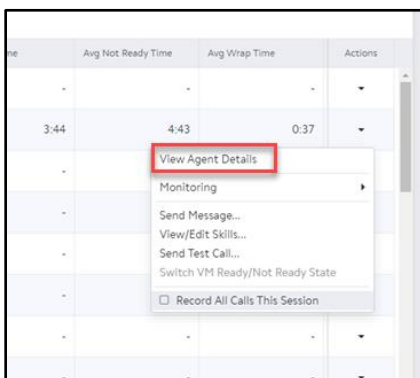 me Avg Not Ready Time Avg Wrap Time Actions
- - -
3:44 4:43 0:37
View Agent Details
-
Monitoring
-
Send Message...
View/Edit Skills...
-
Send Test Call...
Switch VM Ready/Not Ready State
-
Record All Calls This Session
- - -
- - -